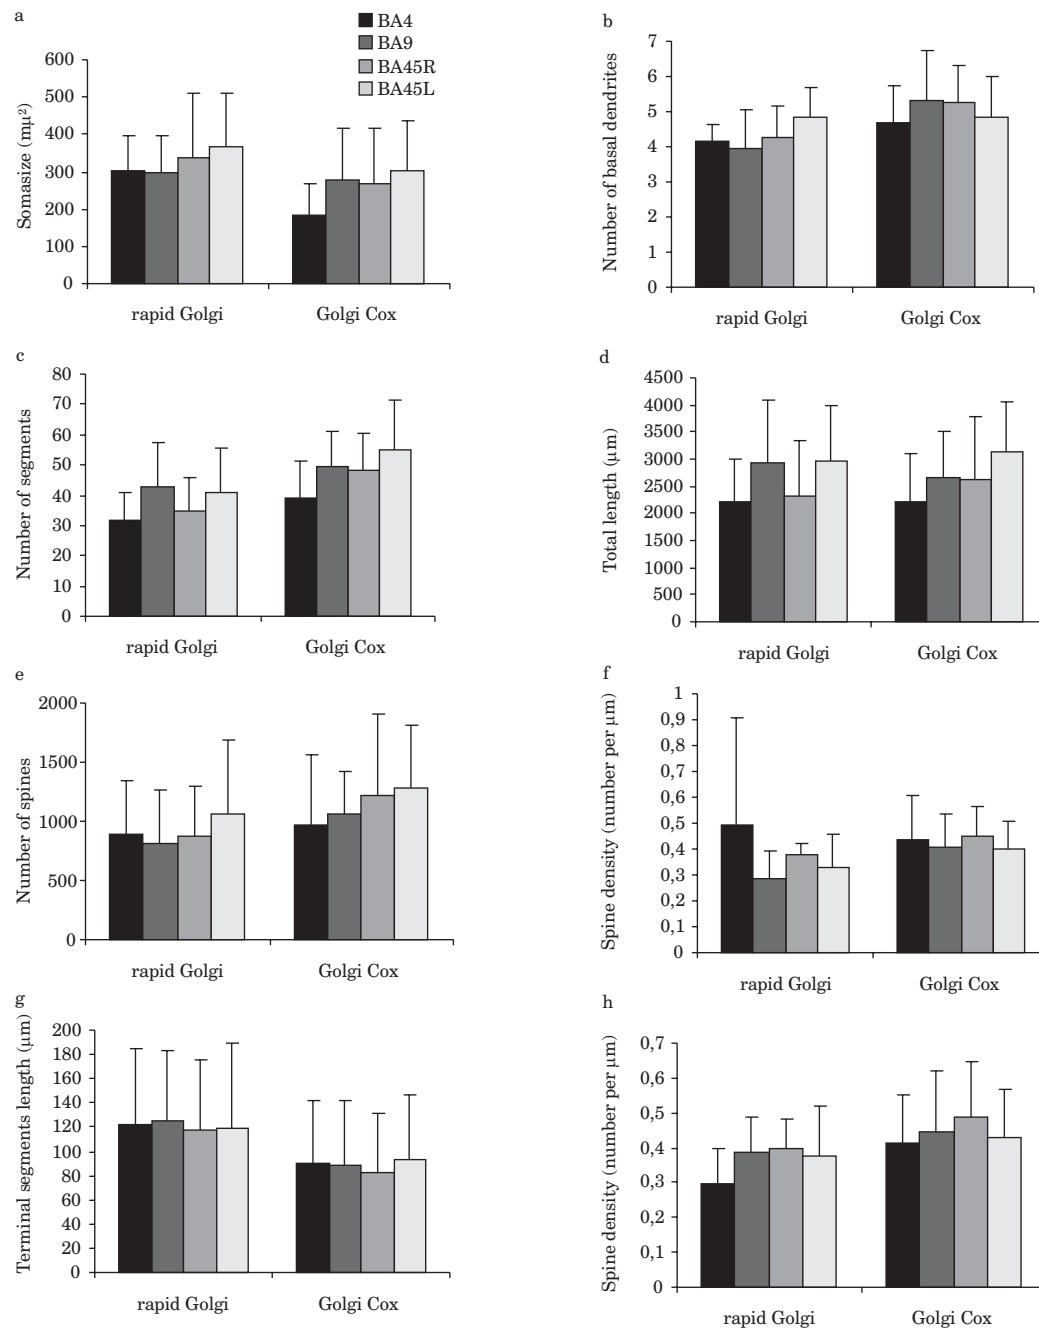 a
BA4
BA9
BA45R
BA45L
Somasize (mμ²)
600
500
400
300
200
100
0
rapid Golgi Golgi Cox
b
Number of basal dendrites
7
6
5
4
3
2
1
0
rapid Golgi Golgi Cox
c
Number of segments
80
70
60
50
40
30
20
10
0
rapid Golgi Golgi Cox
d
Total length (μm)
4500
4000
3500
3000
2500
2000
1500
1000
500
0
rapid Golgi Golgi Cox
e
Number of spines
2000
1500
1000
500
0
rapid Golgi Golgi Cox
f
Spine density (number per μm)
1
0,9
0,8
0,7
0,6
0,5
0,4
0,3
0,2
0,1
0
rapid Golgi Golgi Cox
g
Terminal segments length (μm)
200
180
160
140
120
100
80
60
40
20
0
rapid Golgi Golgi Cox
h
Spine density (number per μm)
0,7
0,6
0,5
0,4
0,3
0,2
0,1
0
rapid Golgi Golgi Cox